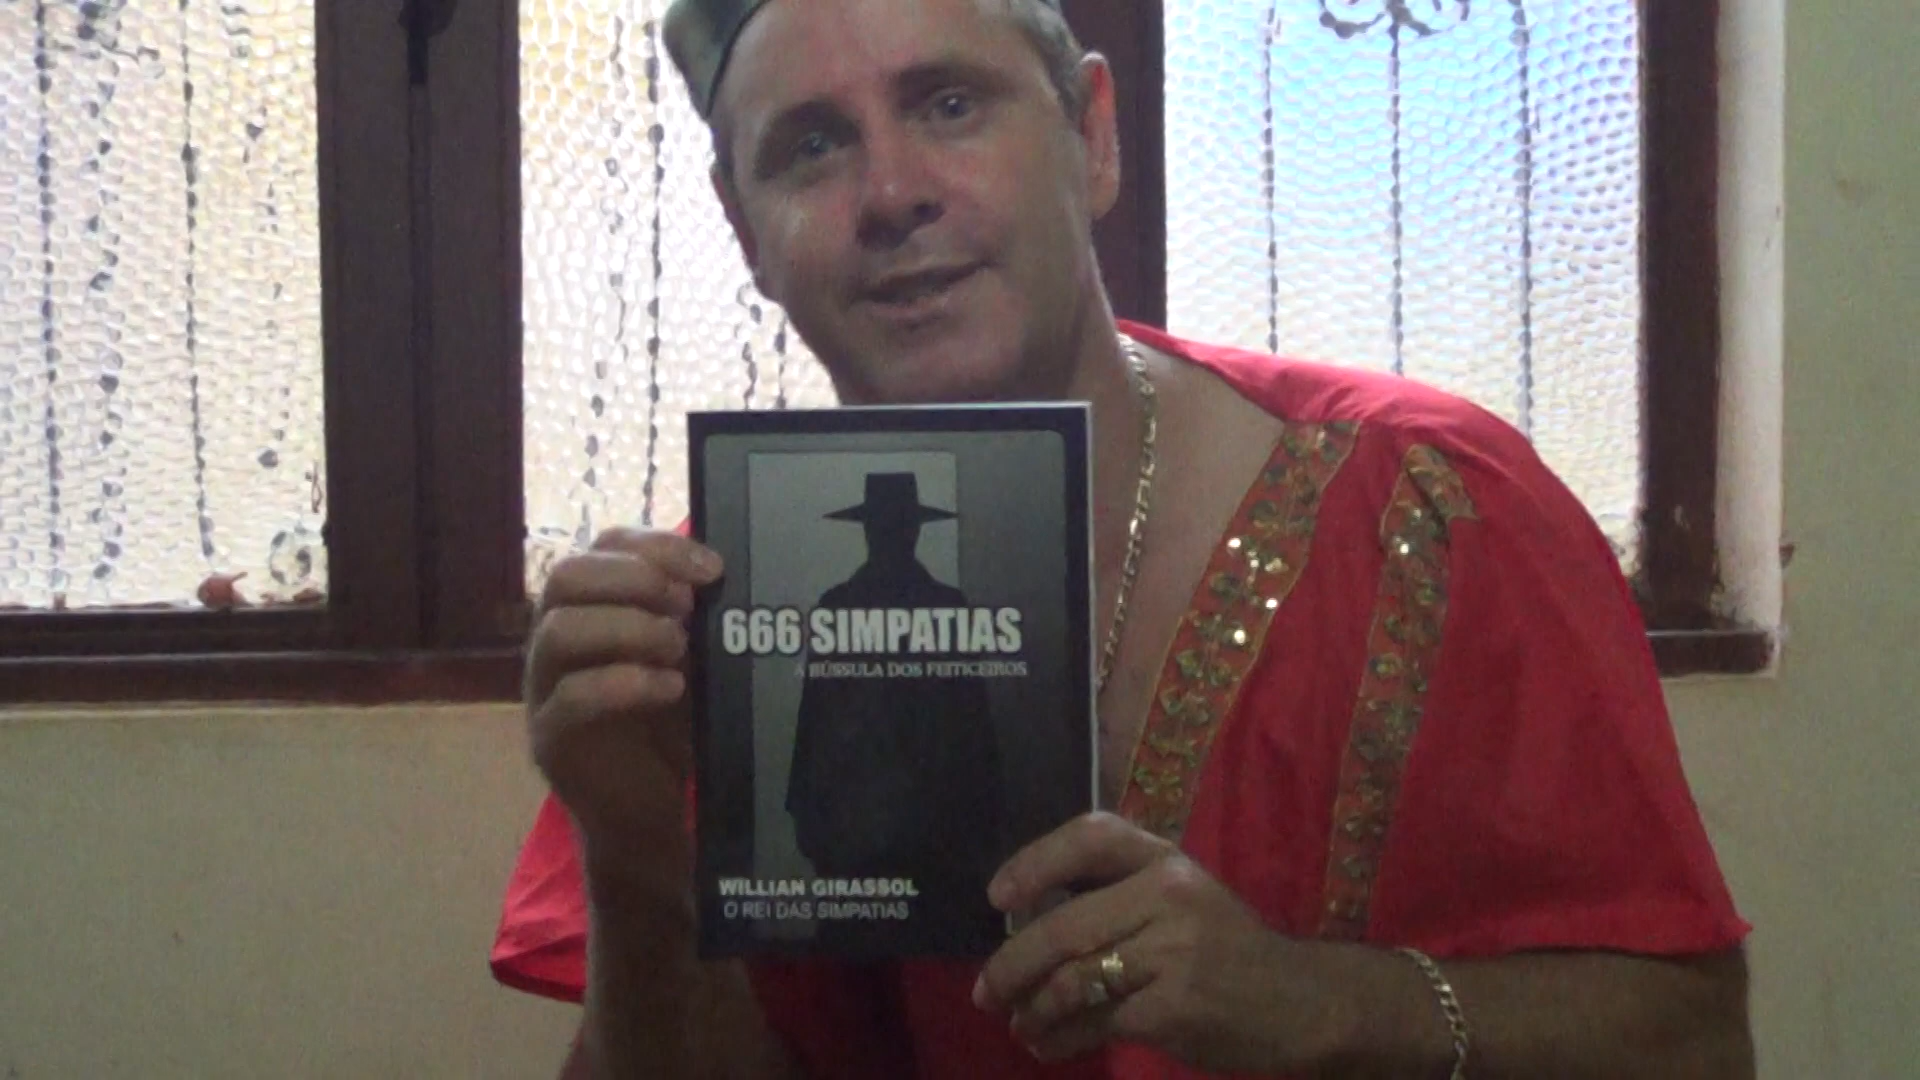 666 SIMPATIAS
A BÚSSULA DOS FEITICEIROS
WILLIAN GIRASSOL
O REI DAS SIMPATIAS